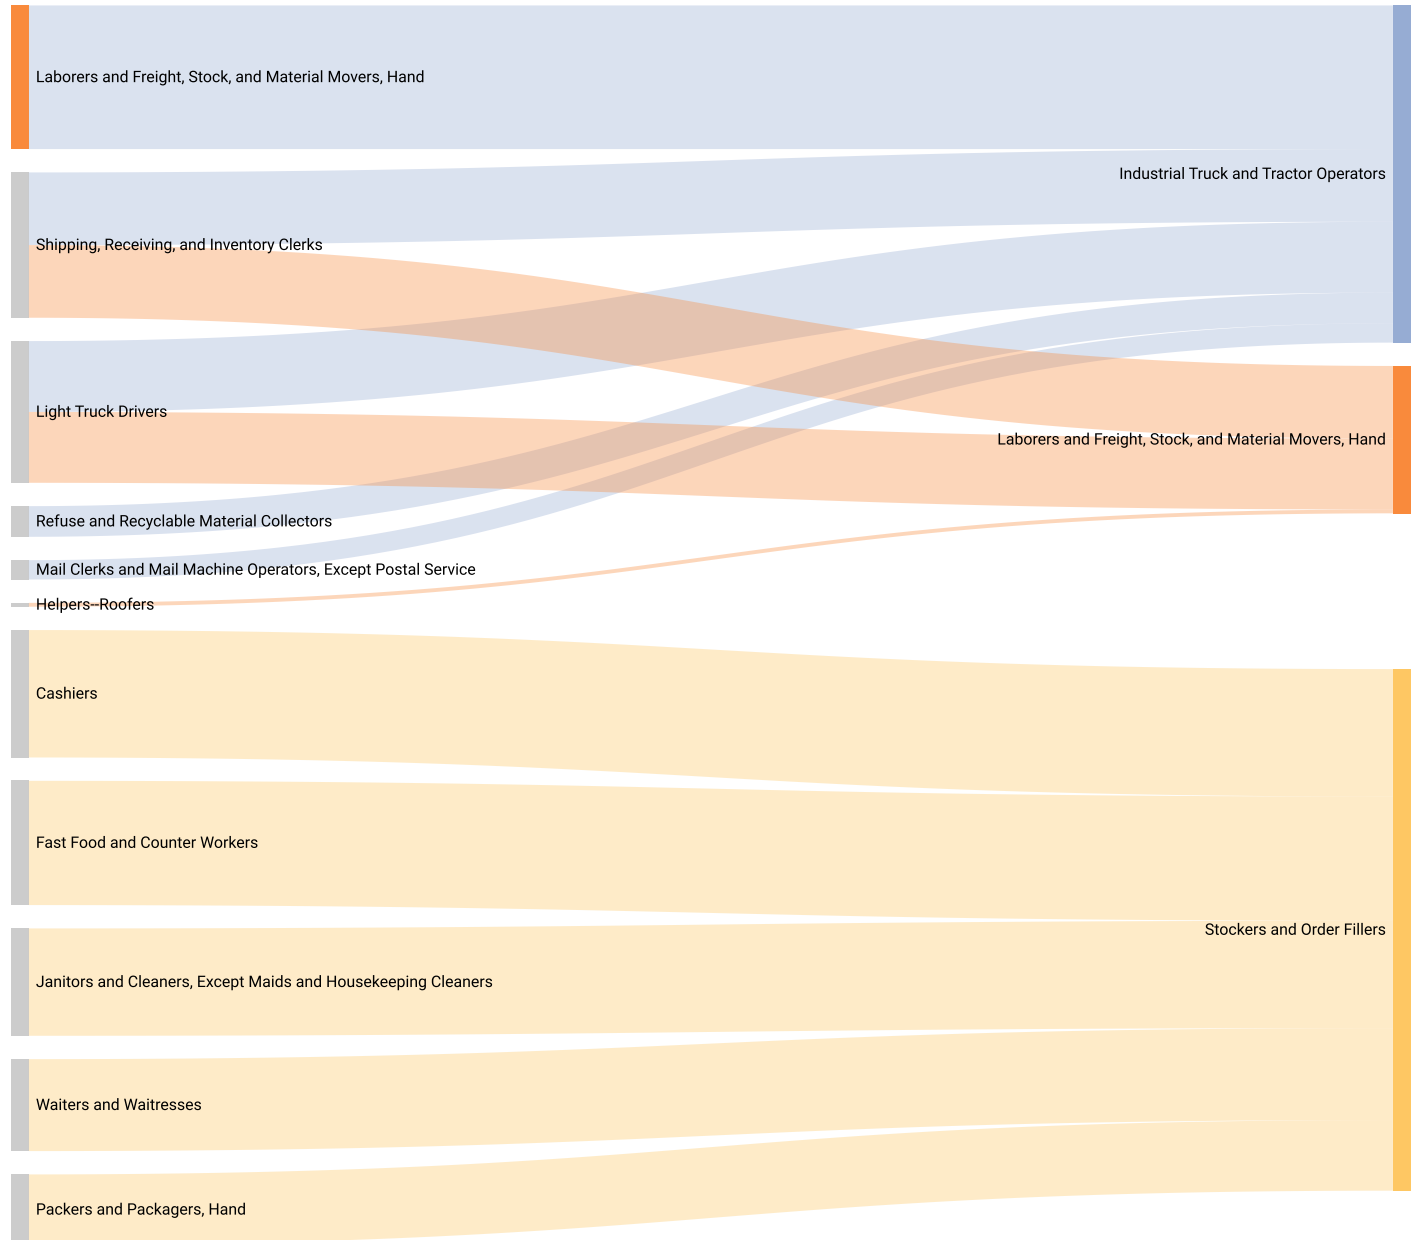 Laborers and Freight, Stock, and Material Movers, Hand
Industrial Truck and Tractor Operators
Shipping, Receiving, and Inventory Clerks
Light Truck Drivers
Laborers and Freight, Stock, and Material Movers, Hand
Refuse and Recyclable Material Collectors
Mail Clerks and Mail Machine Operators, Except Postal Service
Helpers--Roofers
Cashiers
Fast Food and Counter Workers
Stockers and Order Fillers
Janitors and Cleaners, Except Maids and Housekeeping Cleaners
Waiters and Waitresses
Packers and Packagers, Hand